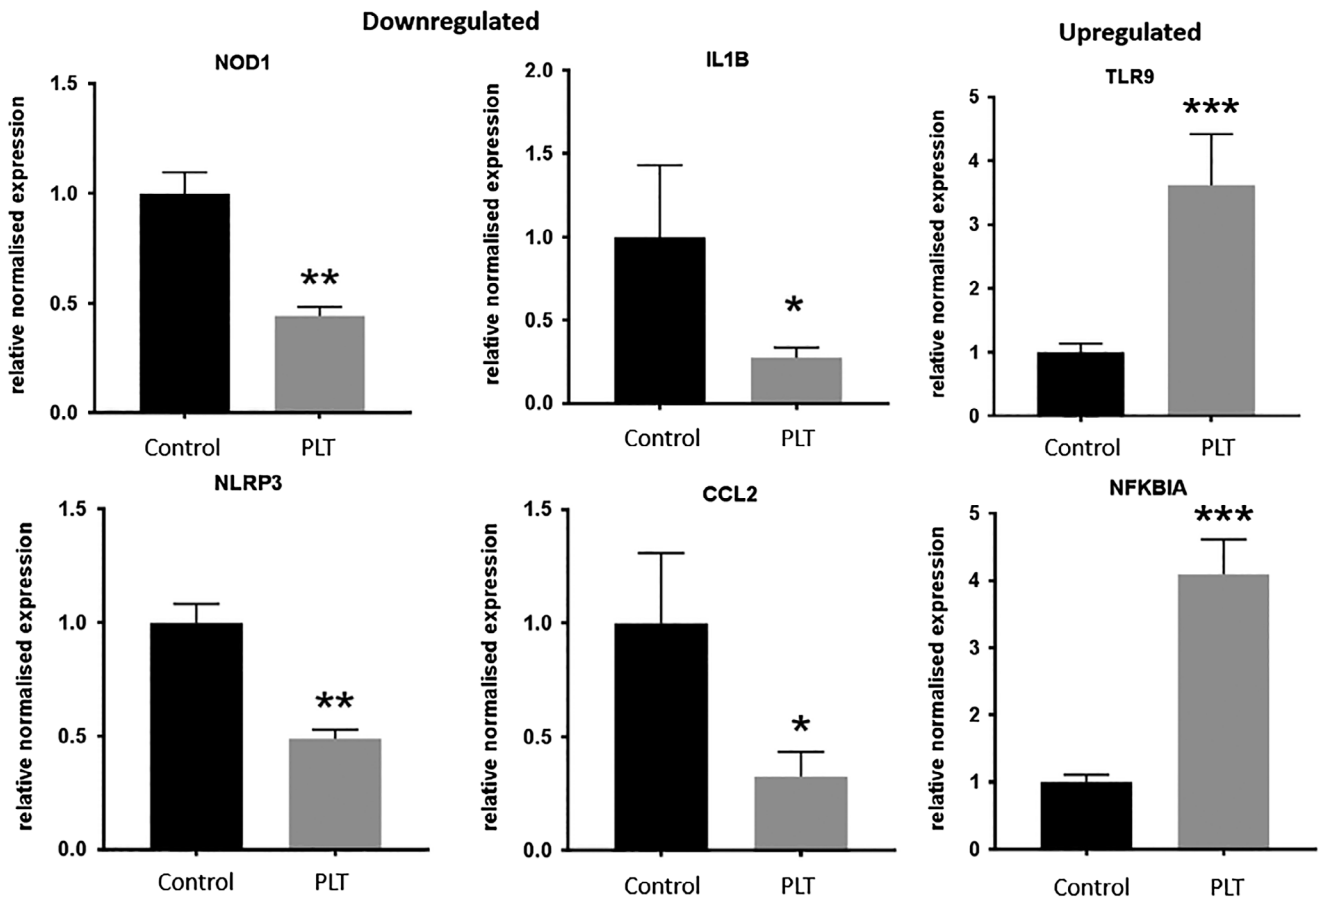 Downregulated
Upregulated
NOD1
relative normalised expression
1.5
1.0
0.5
0.0
**
Control PLT
IL1B
relative normalised expression
2.0
1.5
1.0
0.5
0.0
*
Control PLT
TLR9
relative normalised expression
5
4
3
2
1
0
***
Control PLT
NLRP3
relative normalised expression
1.5
1.0
0.5
0.0
**
Control PLT
CCL2
relative normalised expression
1.5
1.0
0.5
0.0
*
Control PLT
NFKBIA
relative normalised expression
5
4
3
2
1
0
***
Control PLT